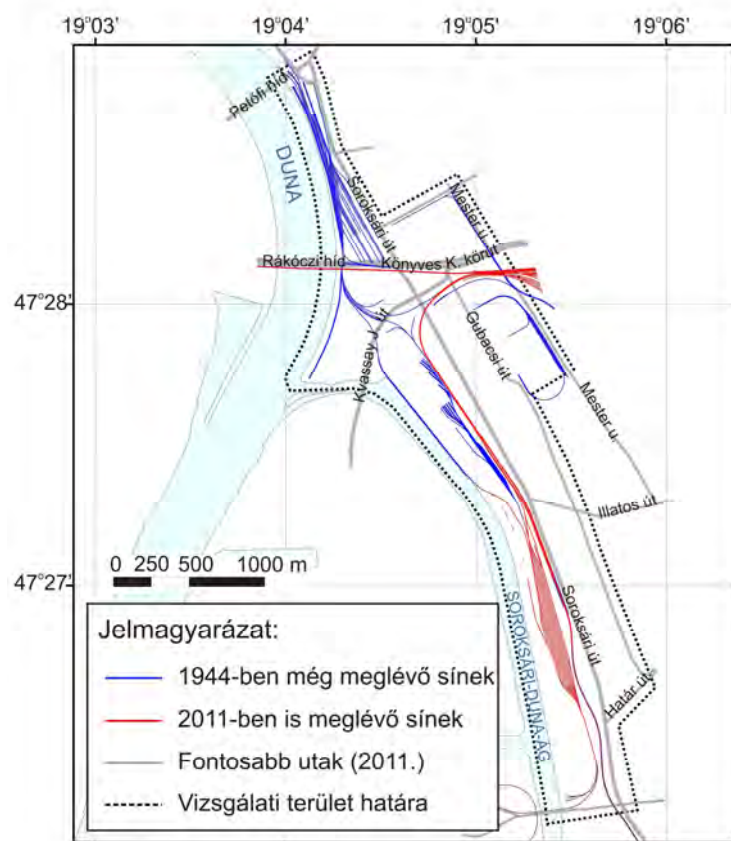 19°03' 19°04' 19°05' 19°06'
Petőfi híd
DUNA
Soroksári út
Mester u.
Rákóczi híd
Könyves K. körút
47°28'
Kvassay J. út
Gubacsi út
Mester u.
Illatos út
0 250 500 1000 m
47°27'
Soroksári út
SOROKSÁRI-DUNA-ÁG
Határ út
Jelmagyarázat:
1944-ben még meglévő sínek
2011-ben is meglévő sínek
Fontosabb utak (2011.)
Vizsgálati terület határa